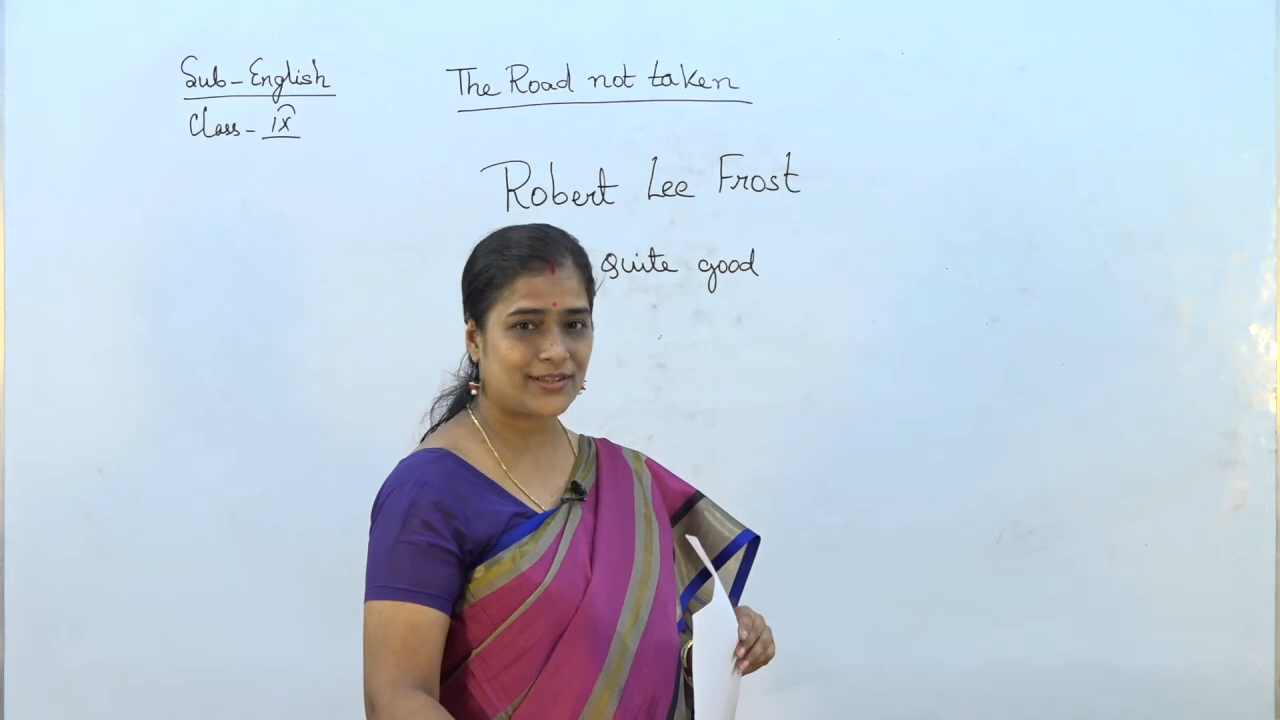 Sub - English
Class - IX
The Road not taken
Robert Lee Frost
Quite good